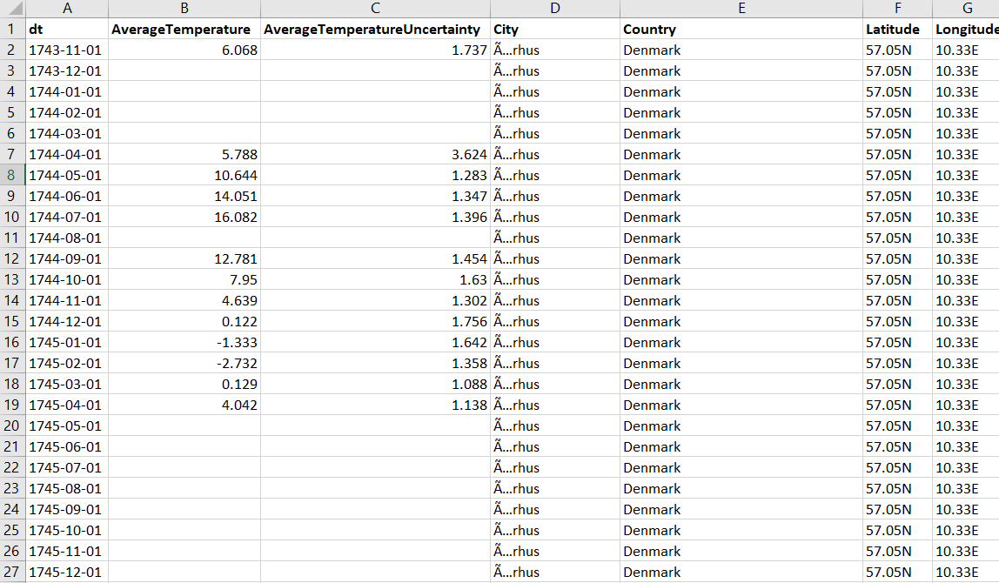 A B C D E F G
1 dt AverageTemperature AverageTemperatureUncertainty City Country Latitude Longitude
2 1743-11-01 6.068 1.737 Ã…rhus Denmark 57.05N 10.33E
3 1743-12-01 Ã…rhus Denmark 57.05N 10.33E
4 1744-01-01 Ã…rhus Denmark 57.05N 10.33E
5 1744-02-01 Ã…rhus Denmark 57.05N 10.33E
6 1744-03-01 Ã…rhus Denmark 57.05N 10.33E
7 1744-04-01 5.788 3.624 Ã…rhus Denmark 57.05N 10.33E
8 1744-05-01 10.644 1.283 Ã…rhus Denmark 57.05N 10.33E
9 1744-06-01 14.051 1.347 Ã…rhus Denmark 57.05N 10.33E
10 1744-07-01 16.082 1.396 Ã…rhus Denmark 57.05N 10.33E
11 1744-08-01 Ã…rhus Denmark 57.05N 10.33E
12 1744-09-01 12.781 1.454 Ã…rhus Denmark 57.05N 10.33E
13 1744-10-01 7.95 1.63 Ã…rhus Denmark 57.05N 10.33E
14 1744-11-01 4.639 1.302 Ã…rhus Denmark 57.05N 10.33E
15 1744-12-01 0.122 1.756 Ã…rhus Denmark 57.05N 10.33E
16 1745-01-01 -1.333 1.642 Ã…rhus Denmark 57.05N 10.33E
17 1745-02-01 -2.732 1.358 Ã…rhus Denmark 57.05N 10.33E
18 1745-03-01 0.129 1.088 Ã…rhus Denmark 57.05N 10.33E
19 1745-04-01 4.042 1.138 Ã…rhus Denmark 57.05N 10.33E
20 1745-05-01 Ã…rhus Denmark 57.05N 10.33E
21 1745-06-01 Ã…rhus Denmark 57.05N 10.33E
22 1745-07-01 Ã…rhus Denmark 57.05N 10.33E
23 1745-08-01 Ã…rhus Denmark 57.05N 10.33E
24 1745-09-01 Ã…rhus Denmark 57.05N 10.33E
25 1745-10-01 Ã…rhus Denmark 57.05N 10.33E
26 1745-11-01 Ã…rhus Denmark 57.05N 10.33E
27 1745-12-01 Ã…rhus Denmark 57.05N 10.33E